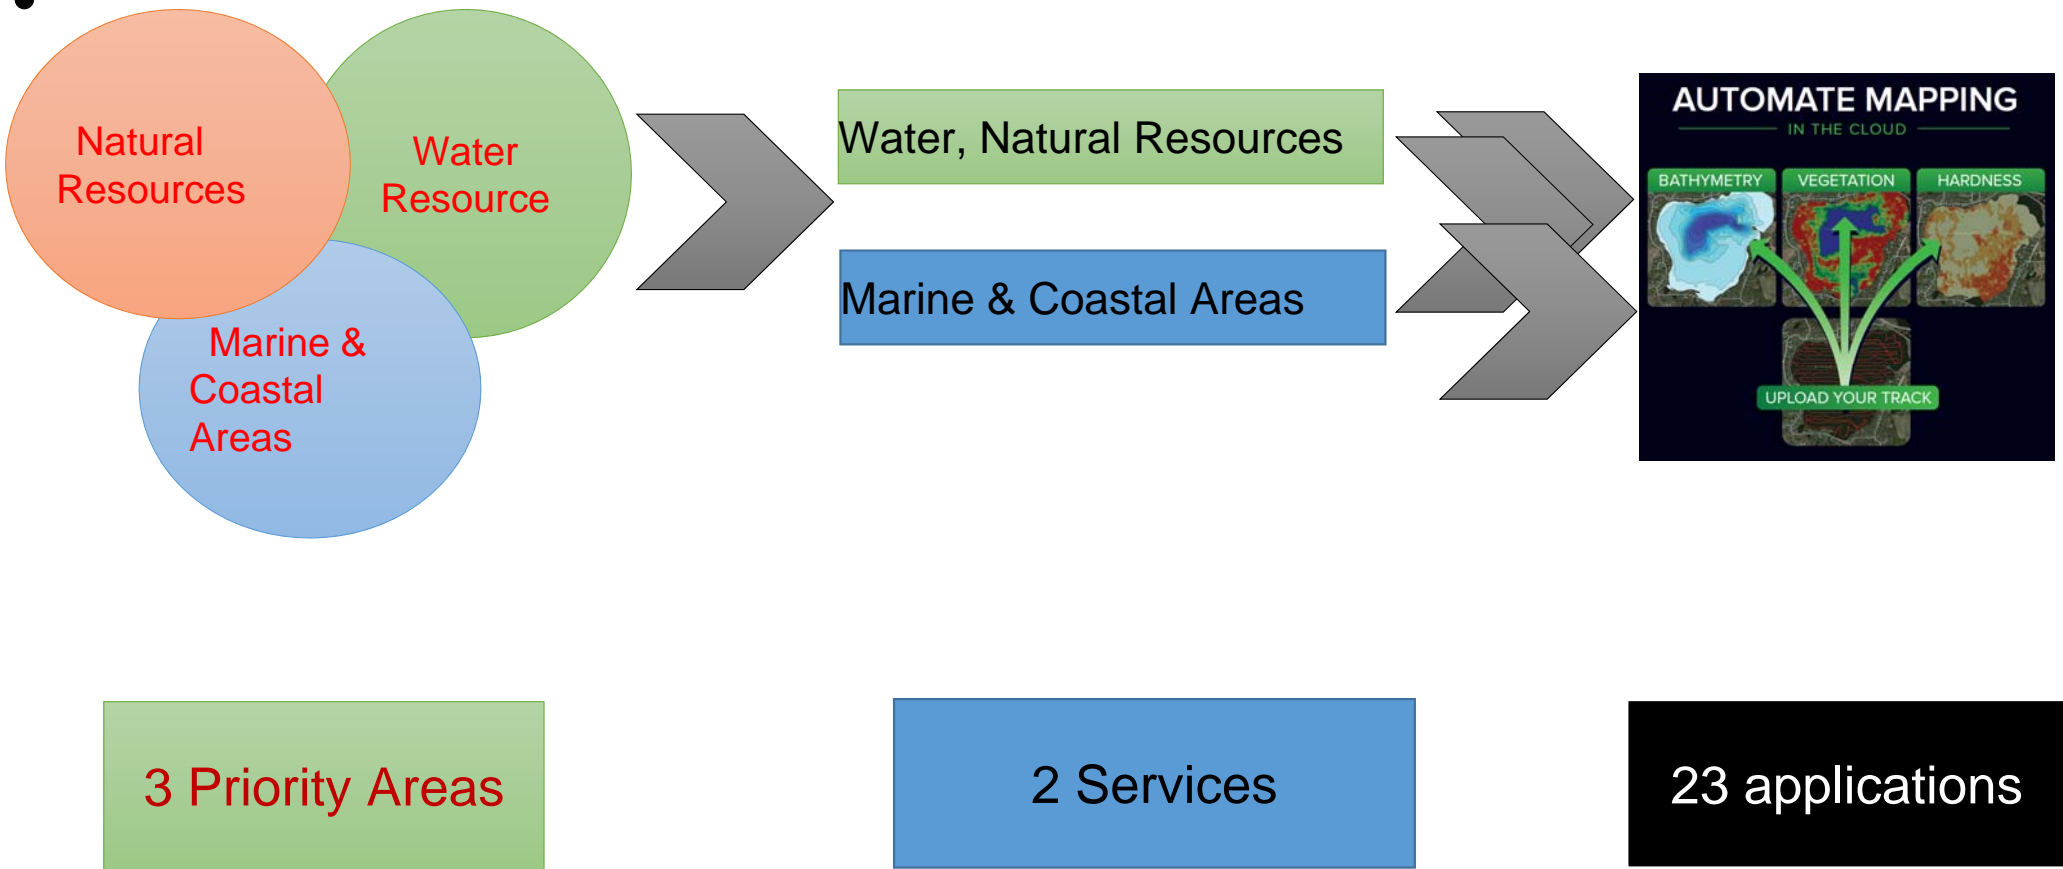 Natural
Resources
Water
Resource
Marine &
Coastal
Areas
Water, Natural Resources
Marine & Coastal Areas
AUTOMATE MAPPING
IN THE CLOUD
BATHYMETRY
VEGETATION
HARDNESS
UPLOAD YOUR TRACK
3 Priority Areas
2 Services
23 applications